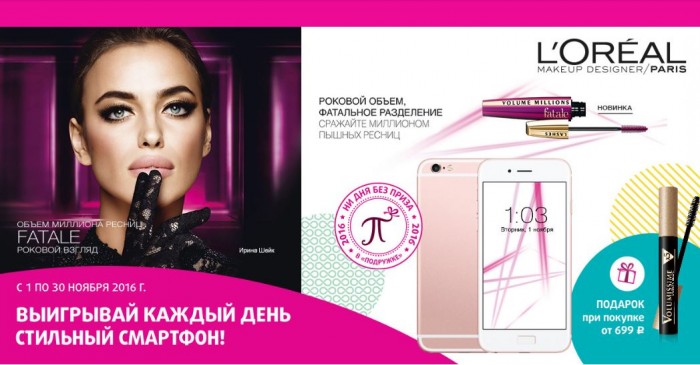 ОБЪЕМ МИЛЛИОНА РЕСНИЦ
FATALE
РОКОВОЙ ВЗГЛЯД
Ирина Шейк
С 1 ПО 30 НОЯБРЯ 2016 Г.
ВЫИГРЫВАЙ КАЖДЫЙ ДЕНЬ
СТИЛЬНЫЙ СМАРТФОН!
L'ORÉAL
MAKEUP DESIGNER/PARIS
РОКОВОЙ ОБЪЕМ,
ФАТАЛЬНОЕ РАЗДЕЛЕНИЕ
СРАЖАЙТЕ МИЛЛИОНОМ
ПЫШНЫХ РЕСНИЦ
VOLUME MILLIONS
fatale
НОВИНКА
НИ ДНЯ БЕЗ ПРИЗА
2016
2016
В «ПОДРУЖКЕ»
1:03
Вторник, 1 ноября
ПОДАРОК
при покупке
от 699 ₽
VOLUMISSIME